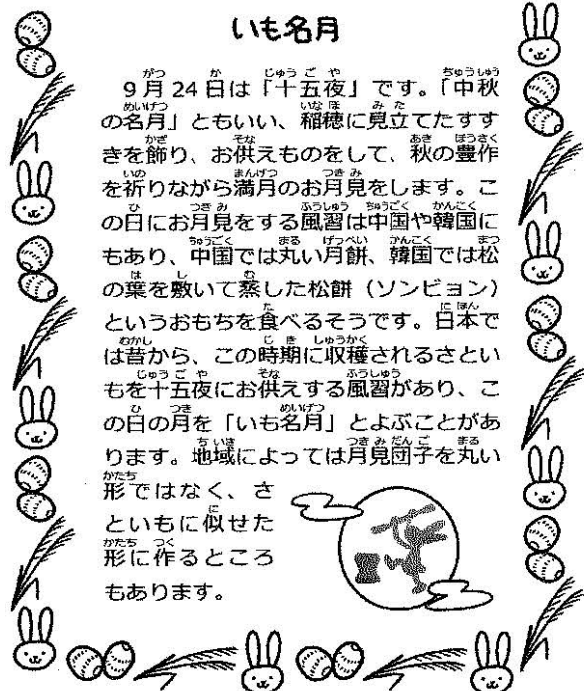 いも名月
9月24日は「十五夜」です。「中秋
の名月」ともいい、稲穂に見立てたすす
きを飾り、お供えものをして、秋の豊作
を祈りながら満月のお月見をします。こ
の日にお月見をする風習は中国や韓国に
もあり、中国では丸い月餅、韓国では松
の葉を敷いて蒸した松餅（ソンピョン）
というおもちを食べるそうです。日本で
は昔から、この時期に収穫されるさとい
もを十五夜にお供えする風習があり、こ
の日の月を「いも名月」とよぶことがあ
ります。地域によっては月見団子を丸い
形ではなく、さ
といもに似せた
形に作るところ
もあります。